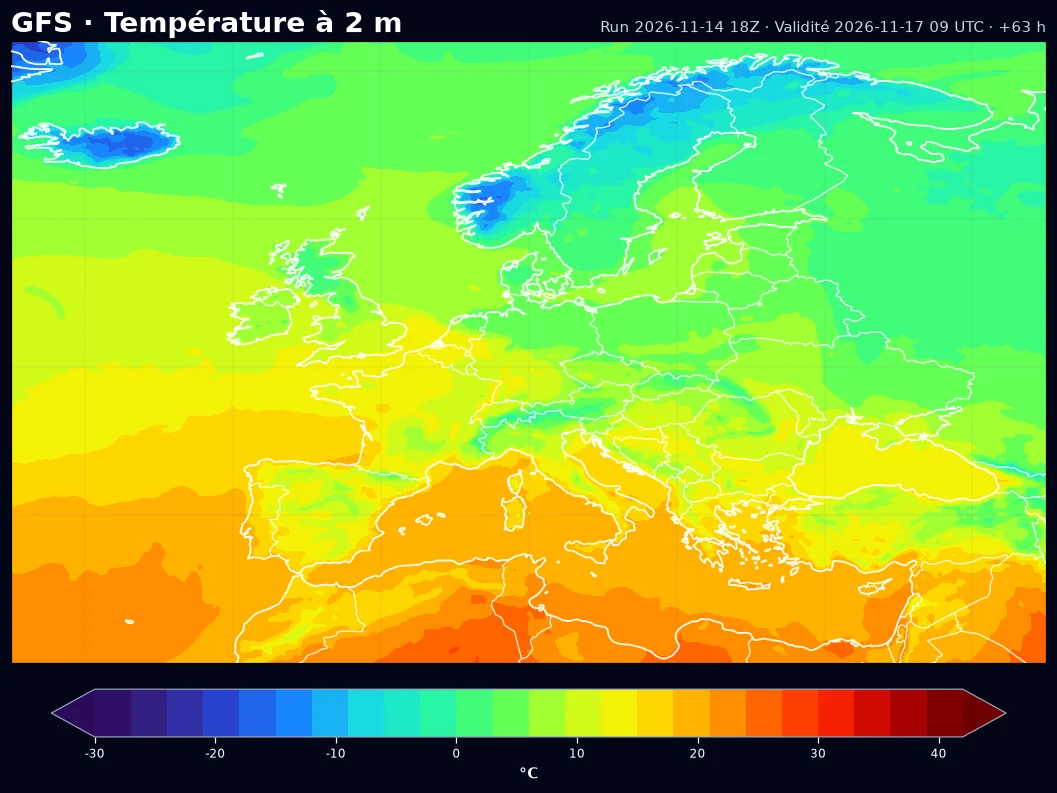 GFS · Température à 2 m
Run 2026-11-14 18Z · Validité 2026-11-17 09 UTC · +63 h
-30 -20 -10 0 10 20 30 40
°C